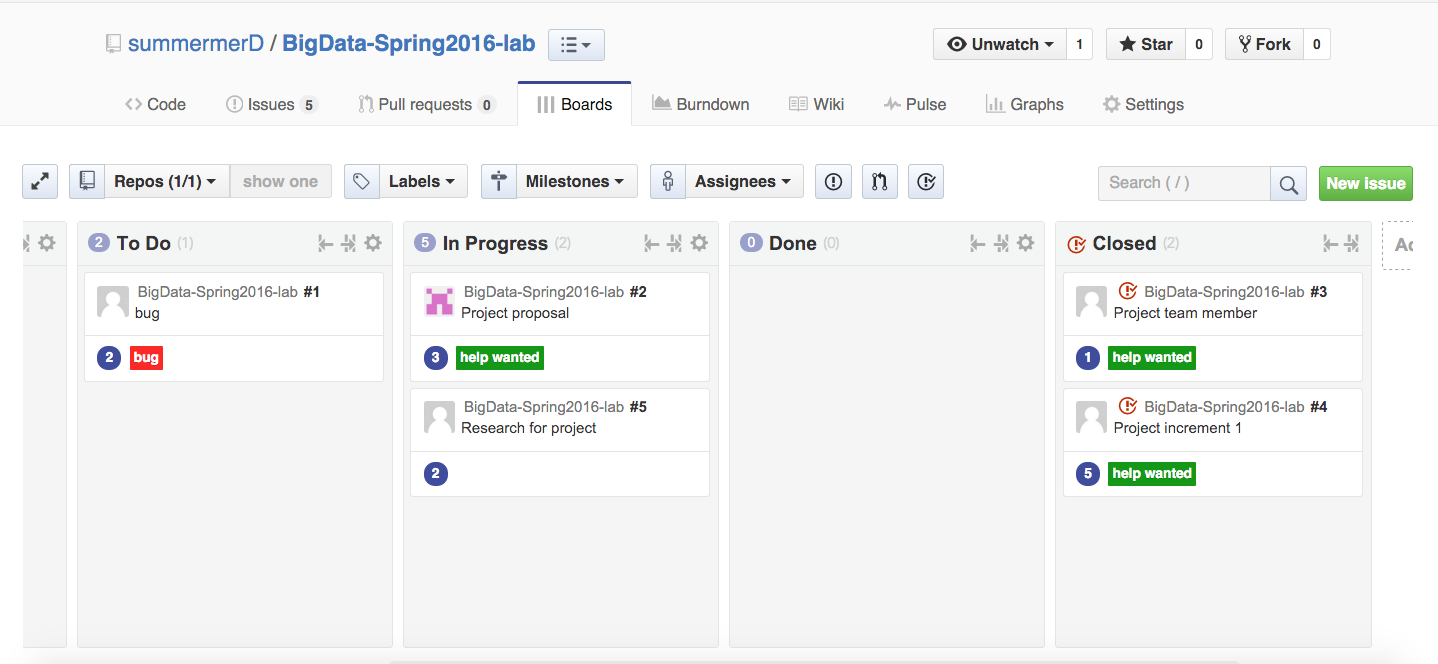 summermerD / BigData-Spring2016-lab
Unwatch 1 Star 0 Fork 0
Code Issues 5 Pull requests 0 Boards Burndown Wiki Pulse Graphs Settings
Repos (1/1) show one Labels Milestones Assignees Search ( / ) New issue
2 To Do (1)
BigData-Spring2016-lab #1
bug
2 bug
5 In Progress (2)
BigData-Spring2016-lab #2
Project proposal
3 help wanted
BigData-Spring2016-lab #5
Research for project
2
0 Done (0)
Closed (2)
BigData-Spring2016-lab #3
Project team member
1 help wanted
BigData-Spring2016-lab #4
Project increment 1
5 help wanted